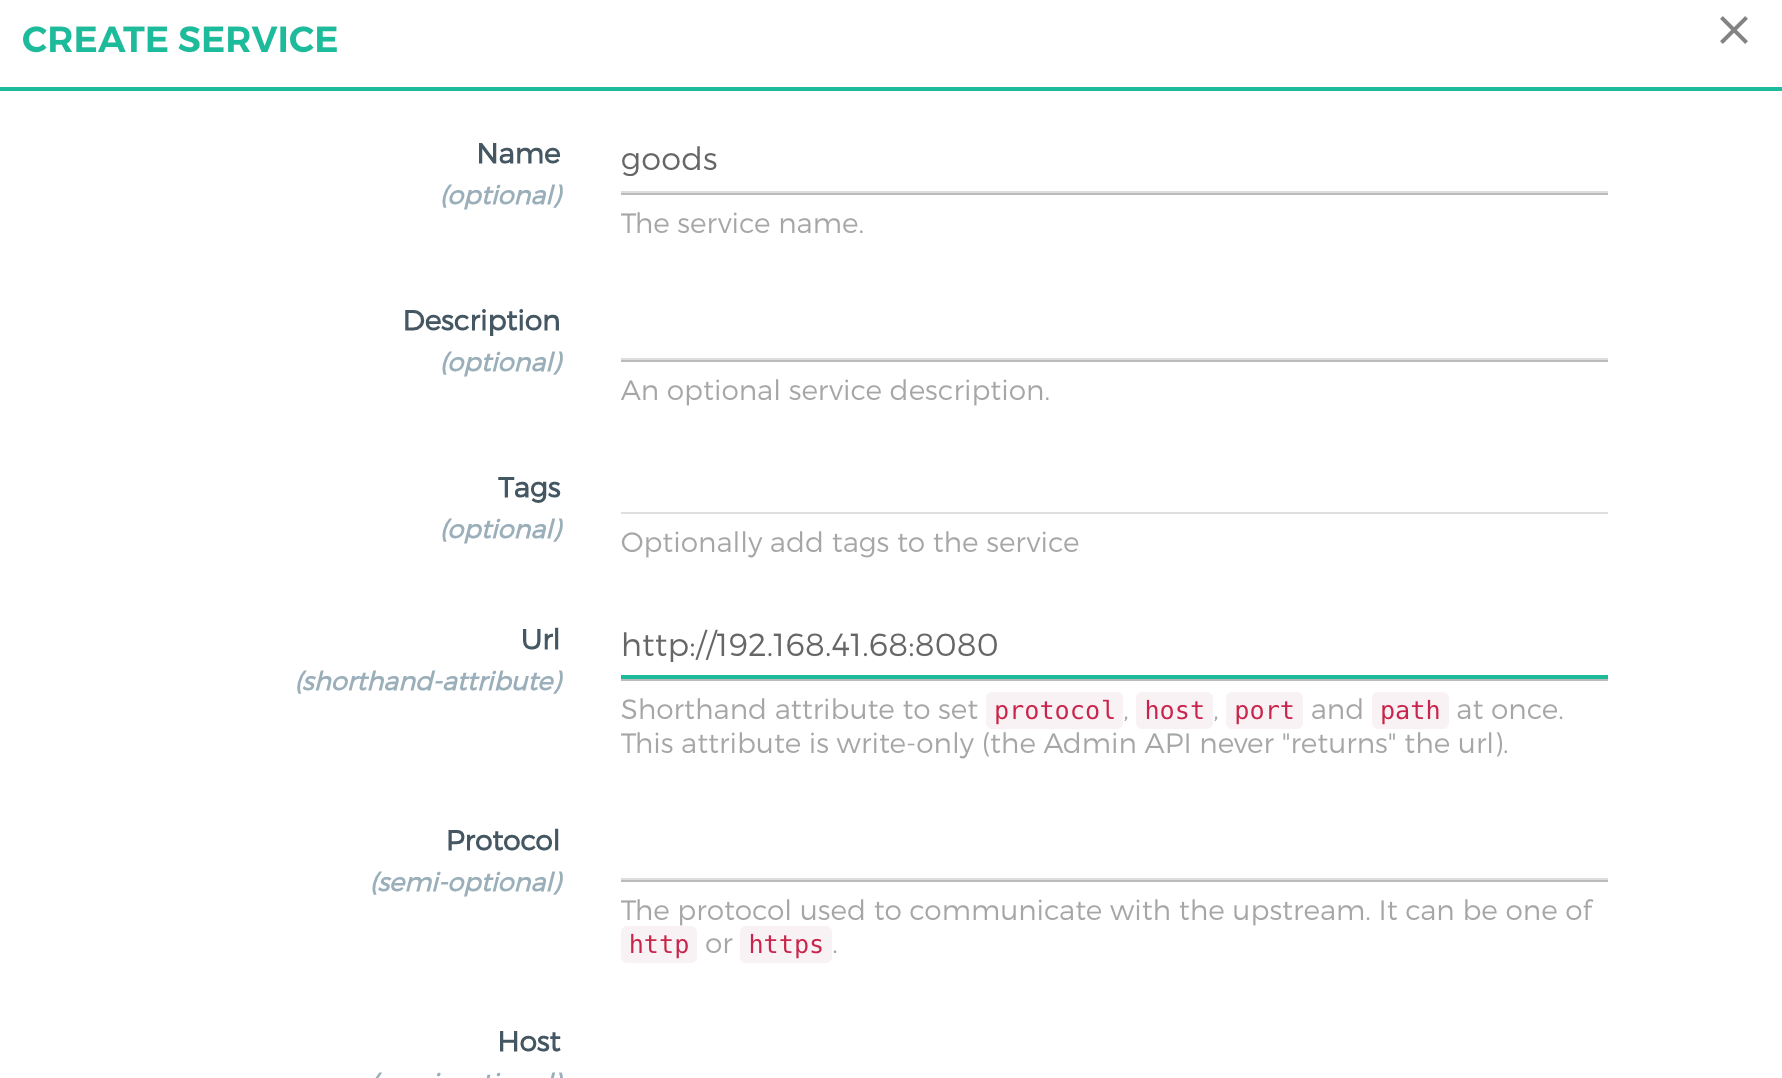 CREATE SERVICE
Name
(optional)
goods
The service name.
Description
(optional)
An optional service description.
Tags
(optional)
Optionally add tags to the service
Url
(shorthand-attribute)
http://192.168.41.68:8080
Shorthand attribute to set protocol, host, port and path at once.
This attribute is write-only (the Admin API never "returns" the url).
Protocol
(semi-optional)
The protocol used to communicate with the upstream. It can be one of
http or https.
Host